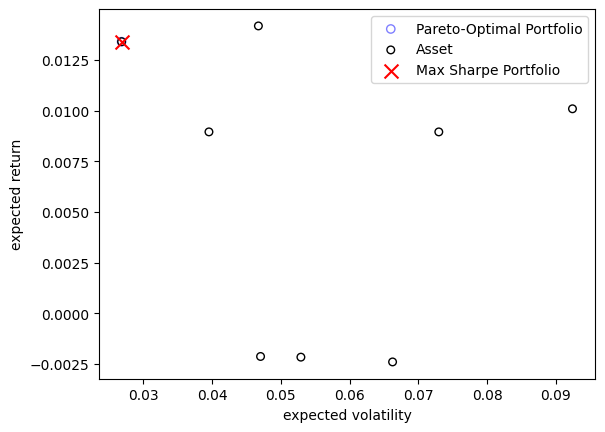 Pareto-Optimal Portfolio
Asset
Max Sharpe Portfolio
expected return
0.0125
0.0100
0.0075
0.0050
0.0025
0.0000
−0.0025
0.03 0.04 0.05 0.06 0.07 0.08 0.09
expected volatility